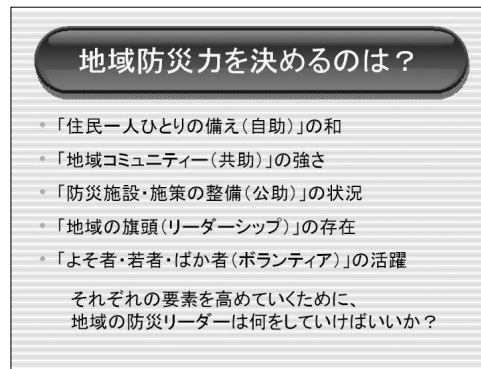 地域防災力を決めるのは？
「住民一人ひとりの備え(自助)」の和
「地域コミュニティー(共助)」の強さ
「防災施設・施策の整備(公助)」の状況
「地域の旗頭(リーダーシップ)」の存在
「よそ者・若者・ばか者(ボランティア)」の活躍
それぞれの要素を高めていくために、
地域の防災リーダーは何をしていけばいいか？